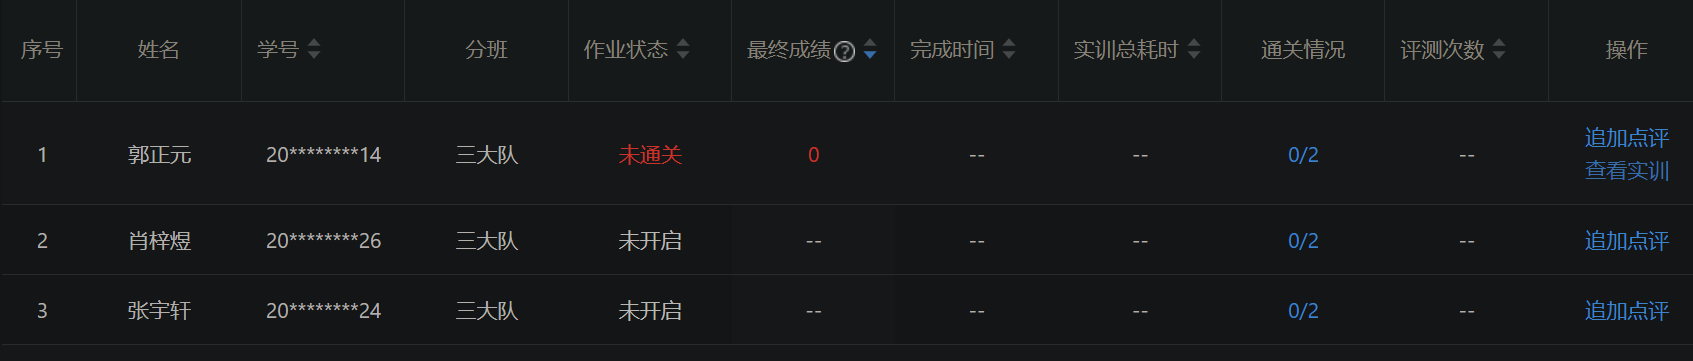 序号 姓名 学号 分班 作业状态 最终成绩? 完成时间 实训总耗时 通关情况 评测次数 操作
1 郭正元 20********14 三大队 未通关 0 -- -- 0/2 -- 追加点评
查看实训
2 肖梓煜 20********26 三大队 未开启 -- -- -- 0/2 -- 追加点评
3 张宇轩 20********24 三大队 未开启 -- -- -- 0/2 -- 追加点评